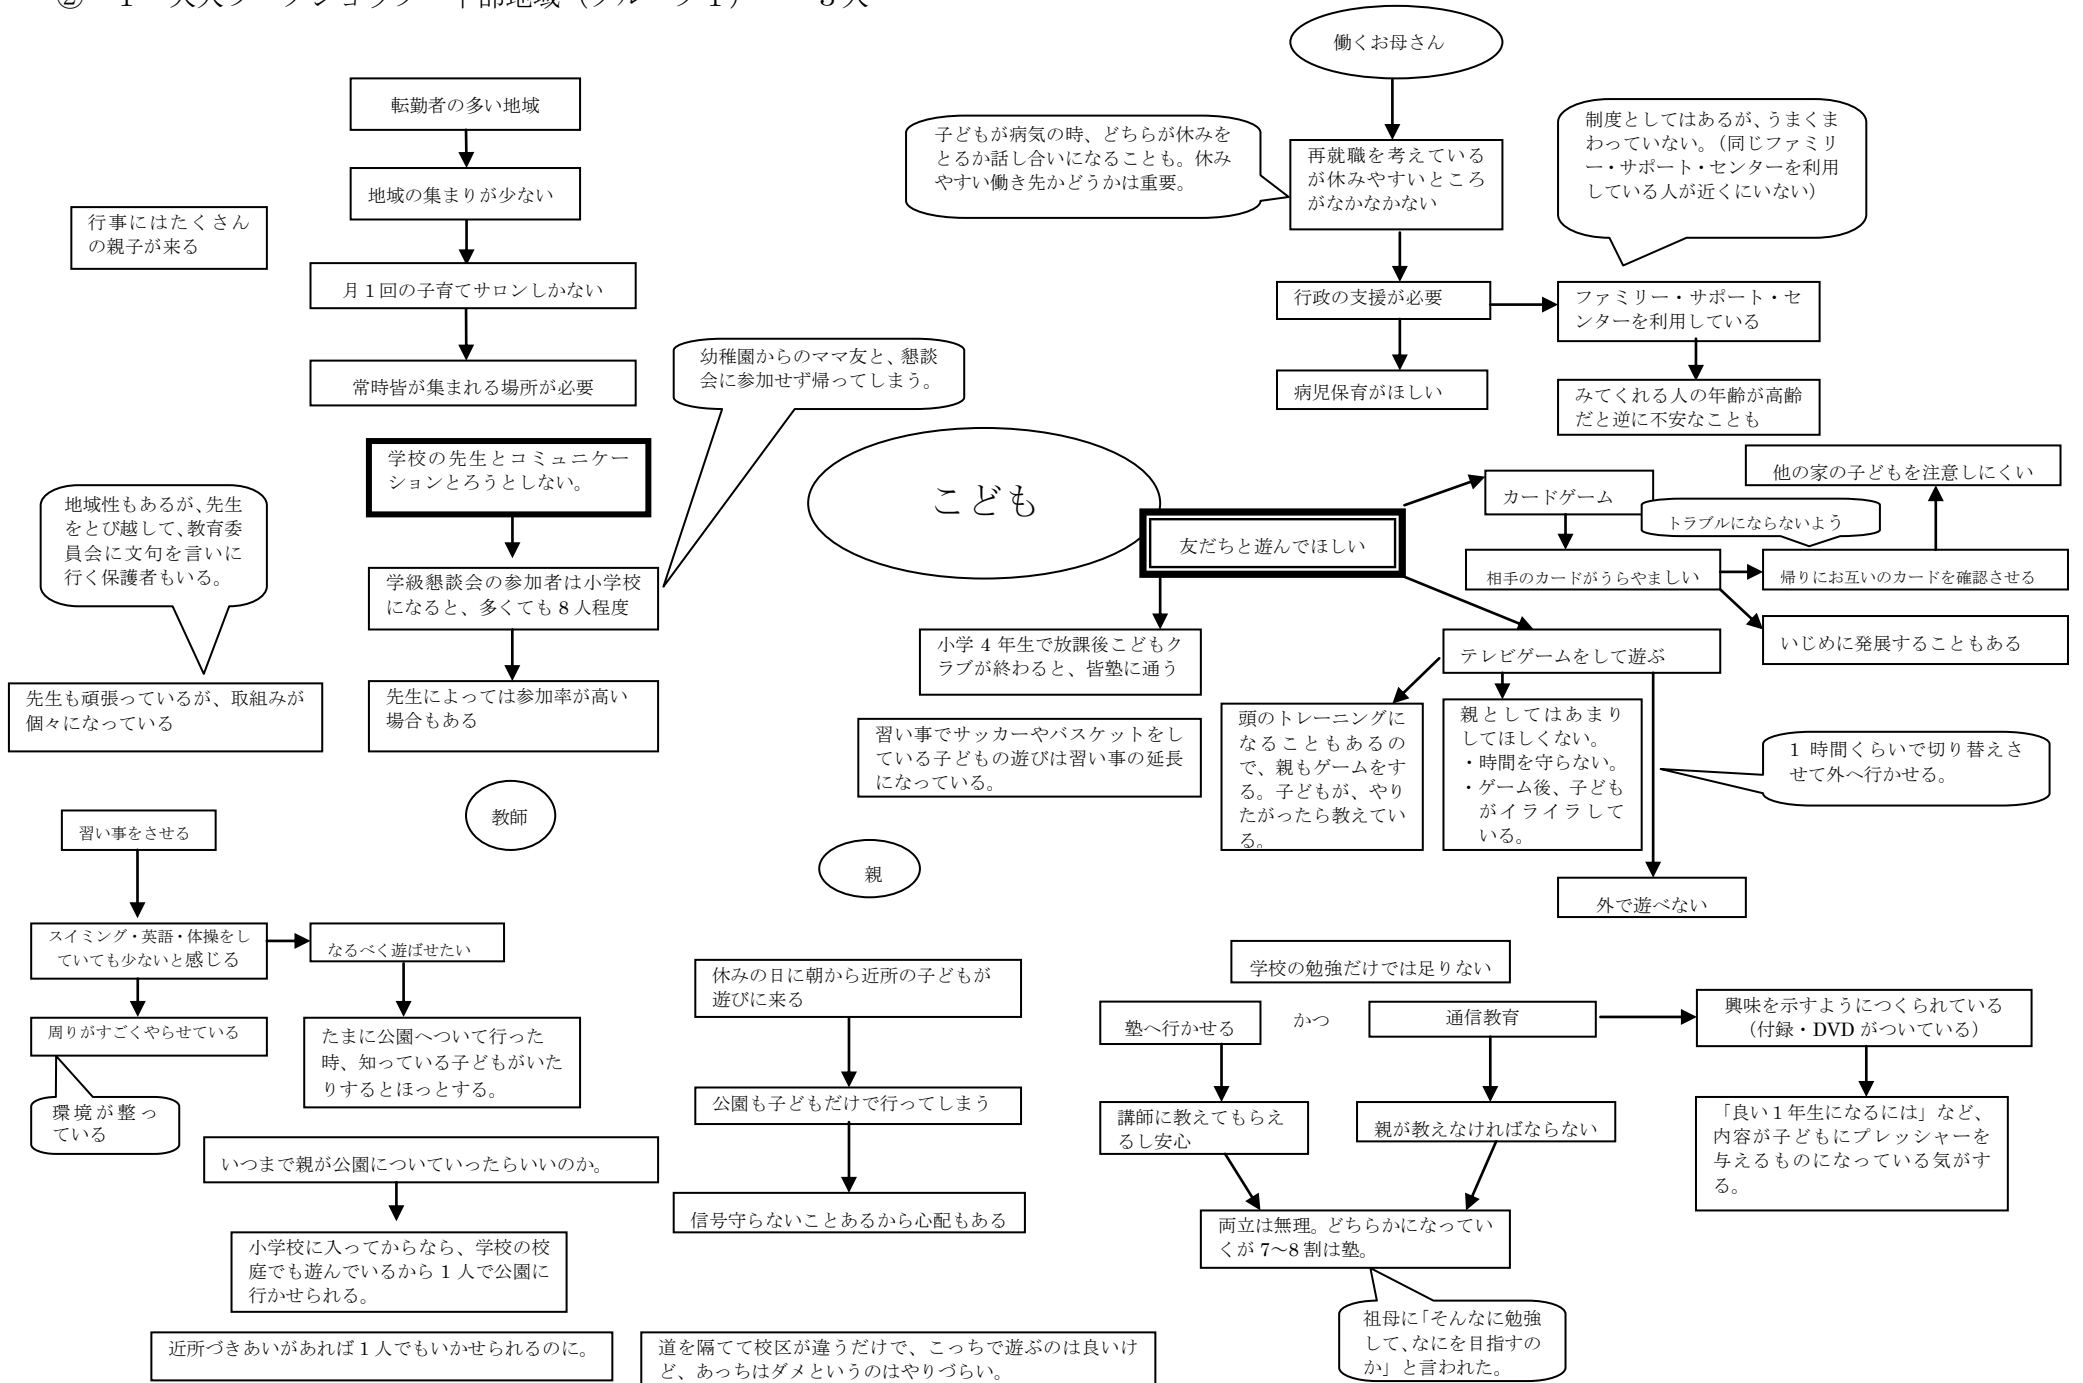 働くお母さん
転勤者の多い地域
地域の集まりが少ない
行事にはたくさん
の親子が来る
月１回の子育てサロンしかない
常時皆が集まれる場所が必要
子どもが病気の時、どちらが休みを
とるか話し合いになることも。休み
やすい働き先かどうかは重要。
再就職を考えている
が休みやすいところ
がなかなかない
制度としてはあるが、うまくま
わっていない。（同じファミリ
ー・サポート・センターを利用
している人が近くにいない）
行政の支援が必要
ファミリー・サポート・セ
ンターを利用している
病児保育がほしい
みてくれる人の年齢が高齢
だと逆に不安なことも
幼稚園からのママ友と、懇談
会に参加せず帰ってしまう。
学校の先生とコミュニケー
ションとろうとしない。
地域性もあるが、先生
をとび越して、教育委
員会に文句を言いに
行く保護者もいる。
学級懇談会の参加者は小学校
になると、多くても 8 人程度
先生も頑張っているが、取組みが
個々になっている
先生によっては参加率が高い
場合もある
こども
友だちと遊んでほしい
カードゲーム
他の家の子どもを注意しにくい
トラブルにならないよう
相手のカードがうらやましい
帰りにお互いのカードを確認させる
いじめに発展することもある
小学 4 年生で放課後こどもク
ラブが終わると、皆塾に通う
テレビゲームをして遊ぶ
習い事でサッカーやバスケットをし
ている子どもの遊びは習い事の延長
になっている。
頭のトレーニングに
なることもあるの
で、親もゲームをす
る。子どもが、やり
たがったら教えてい
る。
親としてはあまり
してほしくない。
・時間を守らない。
・ゲーム後、子ども
がイライラして
いる。
1 時間くらいで切り替えさ
せて外へ行かせる。
外で遊べない
教師
親
習い事をさせる
スイミング・英語・体操をし
ていても少ないと感じる
なるべく遊ばせたい
周りがすごくやらせている
環境が整っ
ている
たまに公園へついて行った
時、知っている子どもがいた
りするとほっとする。
いつまで親が公園についていったらいいのか。
小学校に入ってからなら、学校の校
庭でも遊んでいるから 1 人で公園に
行かせられる。
近所づきあいがあれば 1 人でもいかせられるのに。
休みの日に朝から近所の子どもが
遊びに来る
公園も子どもだけで行ってしまう
信号守らないことあるから心配もある
道を隔てて校区が違うだけで、こっちで遊ぶのは良いけ
ど、あっちはダメというのはやりづらい。
学校の勉強だけでは足りない
塾へ行かせる
かつ
通信教育
興味を示すようにつくられている
（付録・DVD がついている）
講師に教えてもらえ
るし安心
親が教えなければならない
「良い１年生になるには」など、
内容が子どもにプレッシャーを
与えるものになっている気がす
る。
両立は無理。どちらかになってい
くが 7～8 割は塾。
祖母に「そんなに勉強
して、なにを目指すの
か」と言われた。